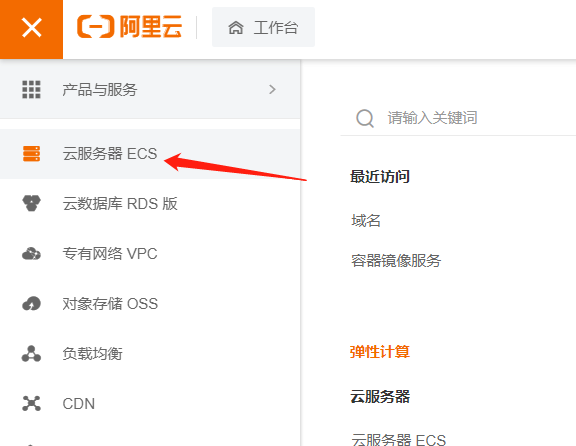 阿里云
工作台
产品与服务
云服务器 ECS
云数据库 RDS 版
专有网络 VPC
对象存储 OSS
负载均衡
CDN
请输入关键词
最近访问
域名
容器镜像服务
弹性计算
云服务器
云服务器 ECS